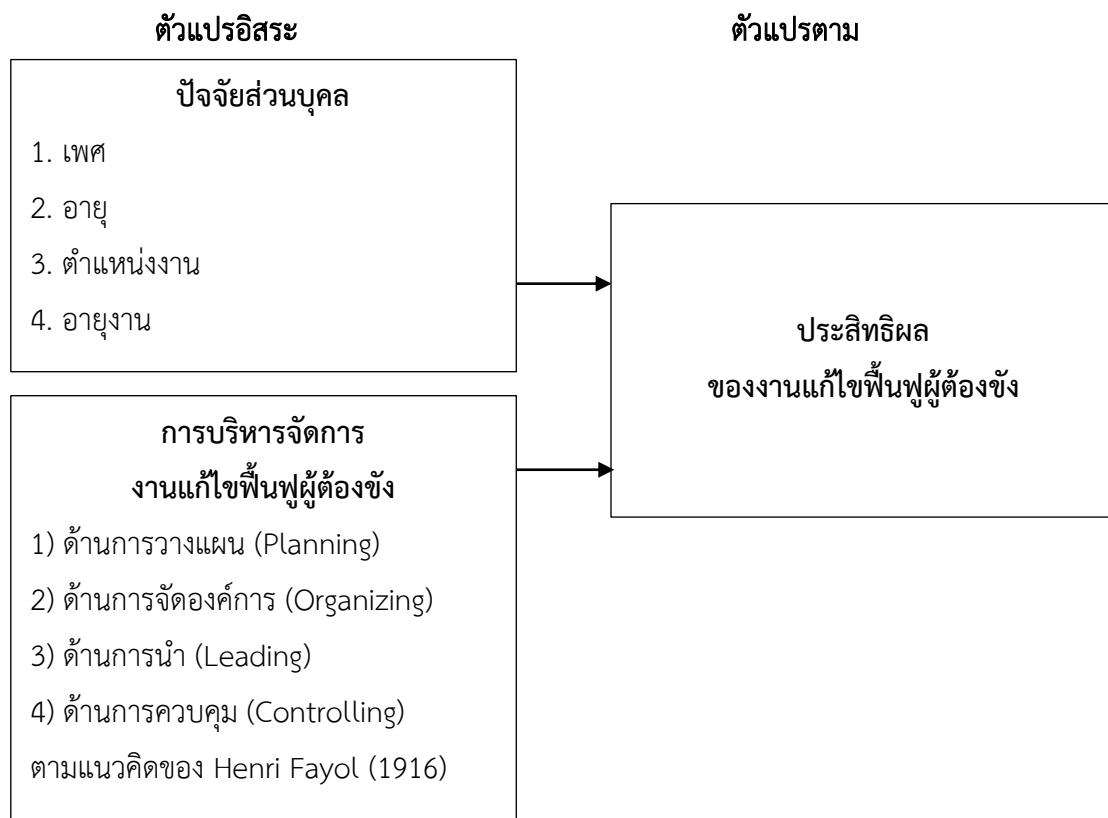 ตัวแปรอิสระ
ตัวแปรตาม
ปัจจัยส่วนบุคคล
1. เพศ
2. อายุ
3. ตำแหน่งงาน
4. อายุงาน
การบริหารจัดการ
งานแก้ไขฟื้นฟูผู้ต้องขัง
1) ด้านการวางแผน (Planning)
2) ด้านการจัดองค์การ (Organizing)
3) ด้านการนำ (Leading)
4) ด้านการควบคุม (Controlling)
ตามแนวคิดของ Henri Fayol (1916)
ประสิทธิผล
ของงานแก้ไขฟื้นฟูผู้ต้องขัง